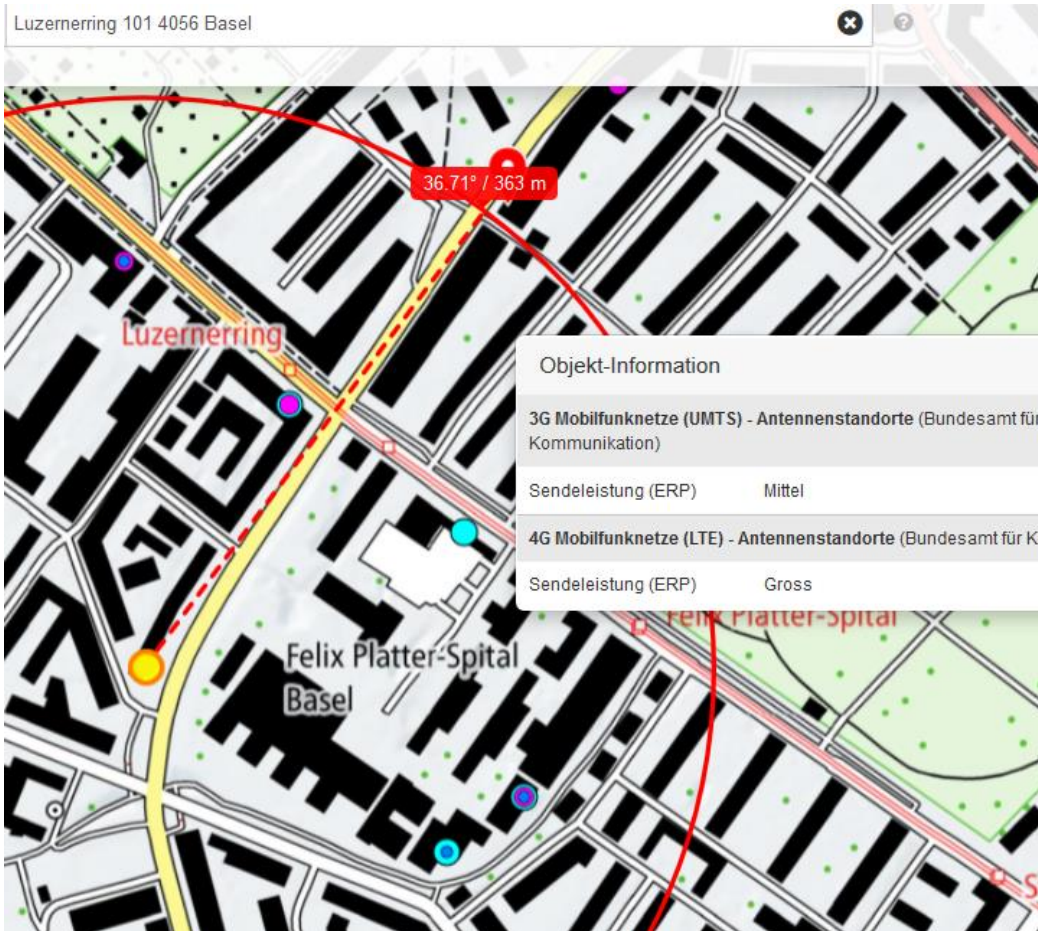 Luzernerring 101 4056 Basel
?
36.71° / 363 m
Luzernerring
Objekt-Information
3G Mobilfunknetze (UMTS) - Antennenstandorte (Bundesamt für
Kommunikation)
Sendeleistung (ERP) Mittel
4G Mobilfunknetze (LTE) - Antennenstandorte (Bundesamt für K
Sendeleistung (ERP) Gross
Felix Platter-Spital
Felix Platter-Spital
Basel
S